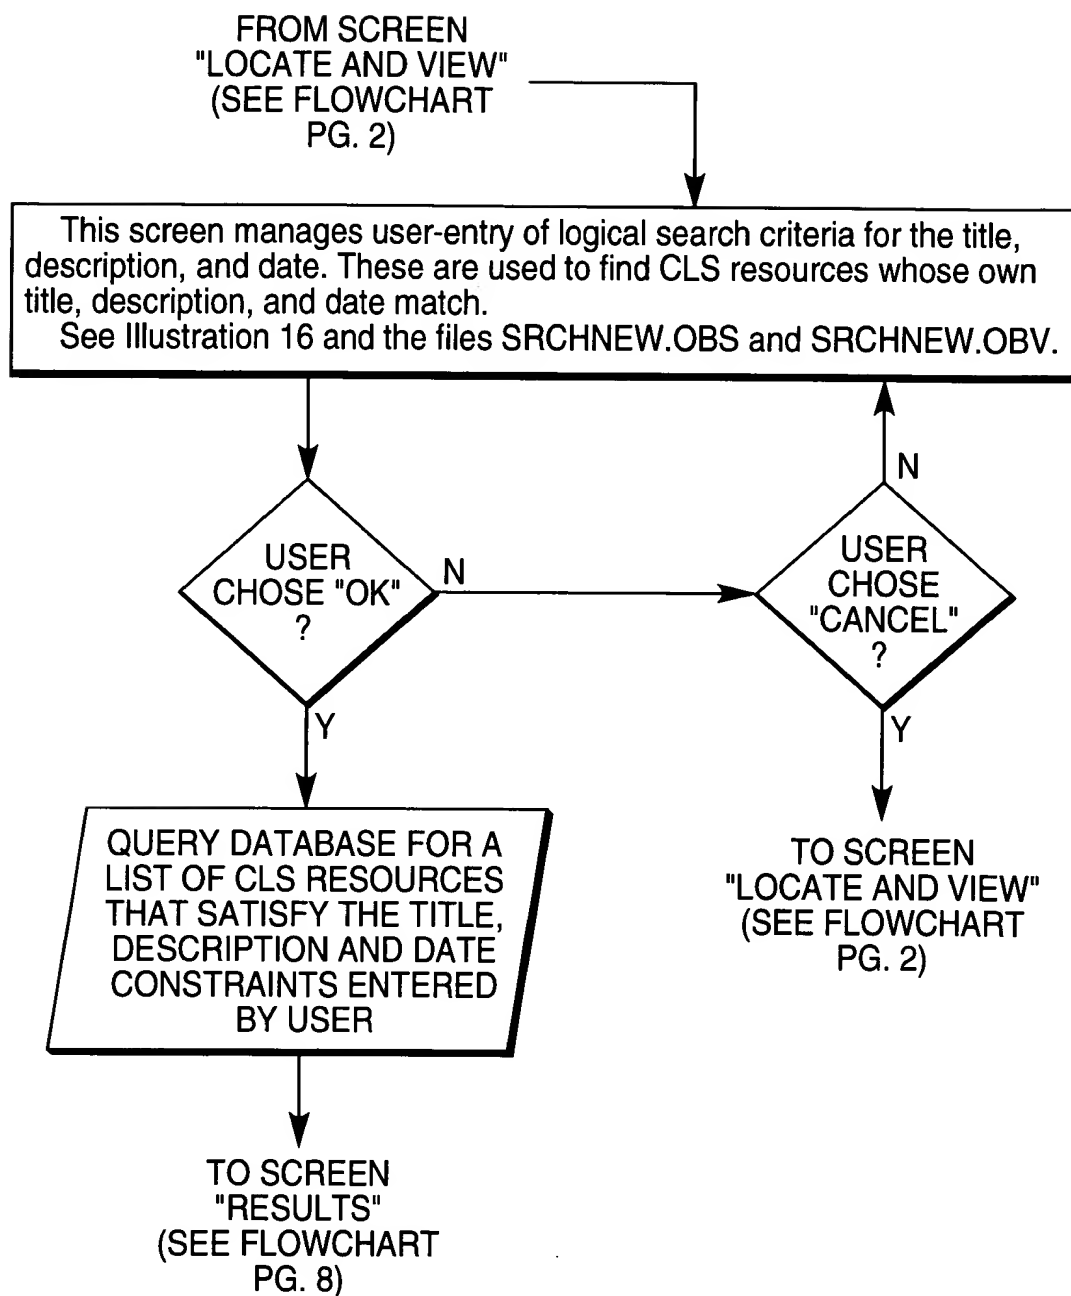 FROM SCREEN
"LOCATE AND VIEW"
(SEE FLOWCHART
PG. 2)
This screen manages user-entry of logical search criteria for the title,
description, and date. These are used to find CLS resources whose own
title, description, and date match.
See Illustration 16 and the files SRCHNEW.OBS and SRCHNEW.OBV.
USER
CHOSE "OK"
?
N
Y
USER
CHOSE
"CANCEL"
?
N
Y
QUERY DATABASE FOR A
LIST OF CLS RESOURCES
THAT SATISFY THE TITLE,
DESCRIPTION AND DATE
CONSTRAINTS ENTERED
BY USER
TO SCREEN
"LOCATE AND VIEW"
(SEE FLOWCHART
PG. 2)
TO SCREEN
"RESULTS"
(SEE FLOWCHART
PG. 8)